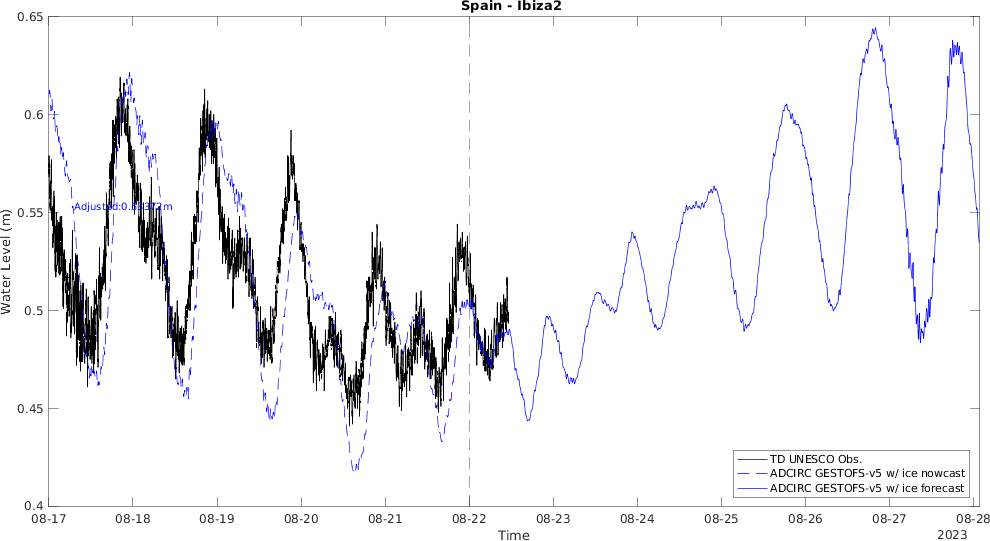 Spain - Ibiza2
0.65
0.6
0.55
0.5
0.45
0.4
Water Level (m)
TD UNESCO Obs.
ADCIRC GESTOFS-v5 w/ ice nowcast
ADCIRC GESTOFS-v5 w/ ice forecast
08-17 08-18 08-19 08-20 08-21 08-22 08-23 08-24 08-25 08-26 08-27 08-28
Time
2023